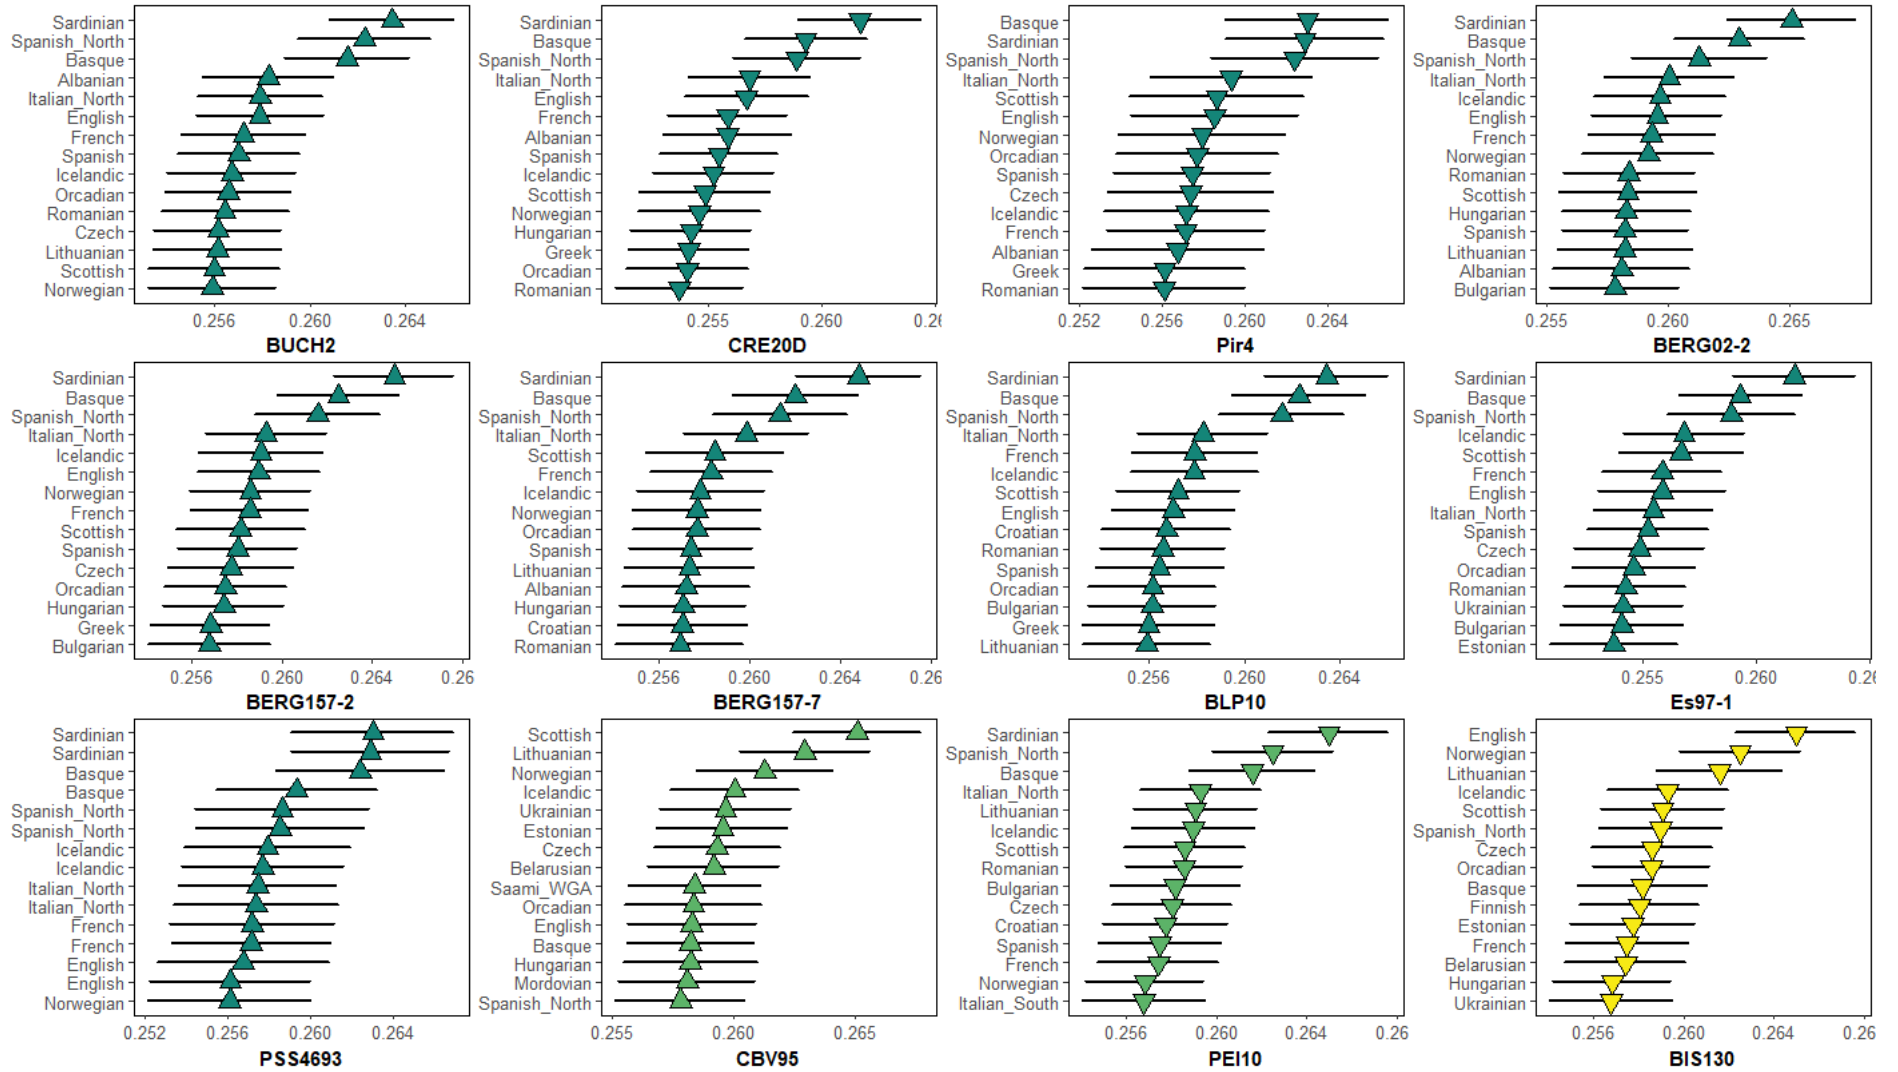 Sardinian
Spanish_North
Basque
Albanian
Italian_North
English
French
Spanish
Icelandic
Orcadian
Romanian
Czech
Lithuanian
Scottish
Norwegian
0.256 0.260 0.264
BUCH2
Sardinian
Basque
Spanish_North
Italian_North
English
French
Albanian
Spanish
Icelandic
Scottish
Norwegian
Hungarian
Greek
Orcadian
Romanian
0.255 0.260 0.26
CRE20D
Basque
Sardinian
Spanish_North
Italian_North
Scottish
English
Norwegian
Orcadian
Spanish
Czech
Icelandic
French
Albanian
Greek
Romanian
0.252 0.256 0.260 0.264
Pir4
Sardinian
Basque
Spanish_North
Italian_North
Icelandic
English
French
Norwegian
Romanian
Scottish
Hungarian
Spanish
Lithuanian
Albanian
Bulgarian
0.255 0.260 0.265
BERG02-2
Sardinian
Basque
Spanish_North
Italian_North
Icelandic
English
Norwegian
French
Scottish
Spanish
Czech
Orcadian
Hungarian
Greek
Bulgarian
0.256 0.260 0.264 0.26
BERG157-2
Sardinian
Basque
Spanish_North
Italian_North
Scottish
French
Icelandic
Norwegian
Orcadian
Spanish
Lithuanian
Albanian
Hungarian
Croatian
Romanian
0.256 0.260 0.264 0.26
BERG157-7
Sardinian
Basque
Spanish_North
Italian_North
French
Icelandic
Scottish
English
Croatian
Romanian
Spanish
Orcadian
Bulgarian
Greek
Lithuanian
0.256 0.260 0.264
BLP10
Sardinian
Basque
Spanish_North
Icelandic
Scottish
French
English
Italian_North
Spanish
Czech
Orcadian
Romanian
Ukrainian
Bulgarian
Estonian
0.255 0.260 0.26
Es97-1
Sardinian
Sardinian
Basque
Basque
Spanish_North
Spanish_North
Icelandic
Icelandic
Italian_North
Italian_North
French
French
English
English
Norwegian
0.252 0.256 0.260 0.264
PSS4693
Scottish
Lithuanian
Norwegian
Icelandic
Ukrainian
Estonian
Czech
Belarusian
Saami_WGA
Orcadian
English
Basque
Hungarian
Mordovian
Spanish_North
0.255 0.260 0.265
CBV95
Sardinian
Spanish_North
Basque
Italian_North
Lithuanian
Icelandic
Scottish
Romanian
Bulgarian
Czech
Croatian
Spanish
French
Norwegian
Italian_South
0.256 0.260 0.264 0.26
PEI10
English
Norwegian
Lithuanian
Icelandic
Scottish
Spanish_North
Czech
Orcadian
Basque
Finnish
Estonian
French
Belarusian
Hungarian
Ukrainian
0.256 0.260 0.264 0.26
BIS130